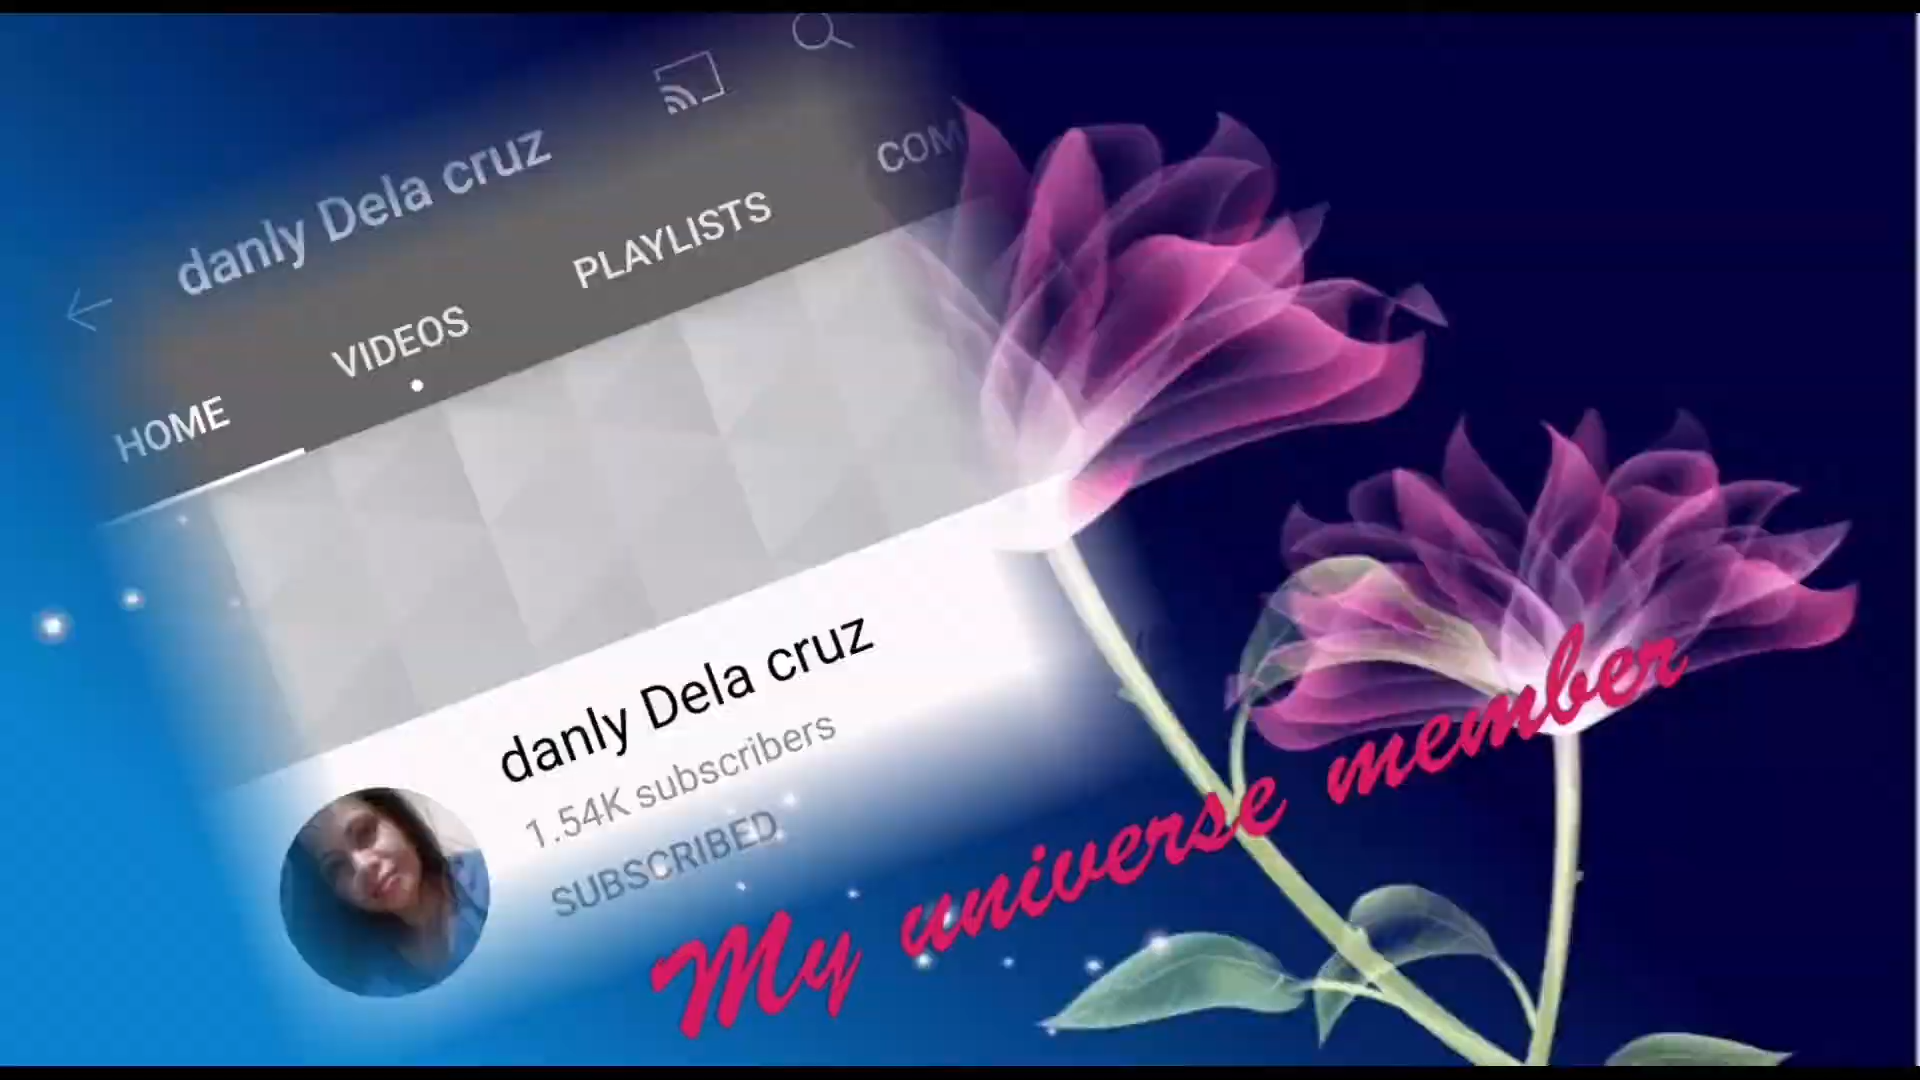 danly Dela cruz
HOME VIDEOS PLAYLISTS COM
danly Dela cruz
1.54K subscribers
SUBSCRIBED
My universe member